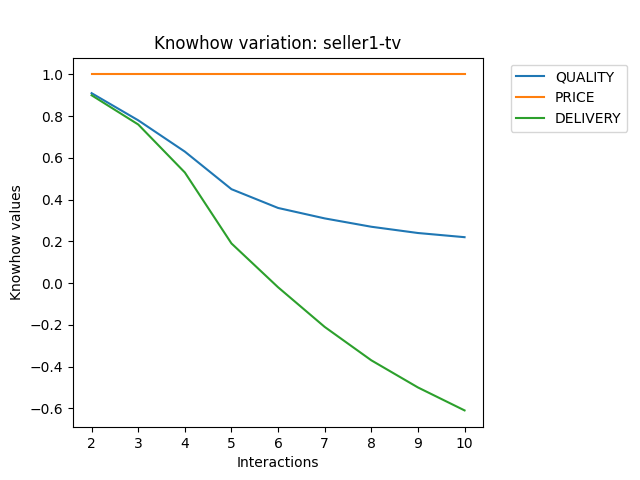 Knowhow variation: seller1-tv
QUALITY
PRICE
DELIVERY
Knowhow values
1.0
0.8
0.6
0.4
0.2
0.0
−0.2
−0.4
−0.6
2 3 4 5 6 7 8 9 10
Interactions